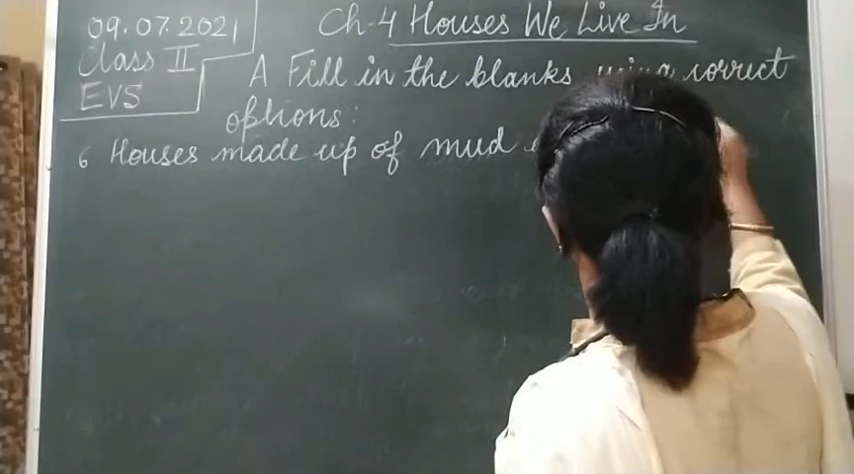 09.07.2021
Class II
EVS
Ch-4 Houses We Live In
A Fill in the blanks using correct
options:
6 Houses made up of mud